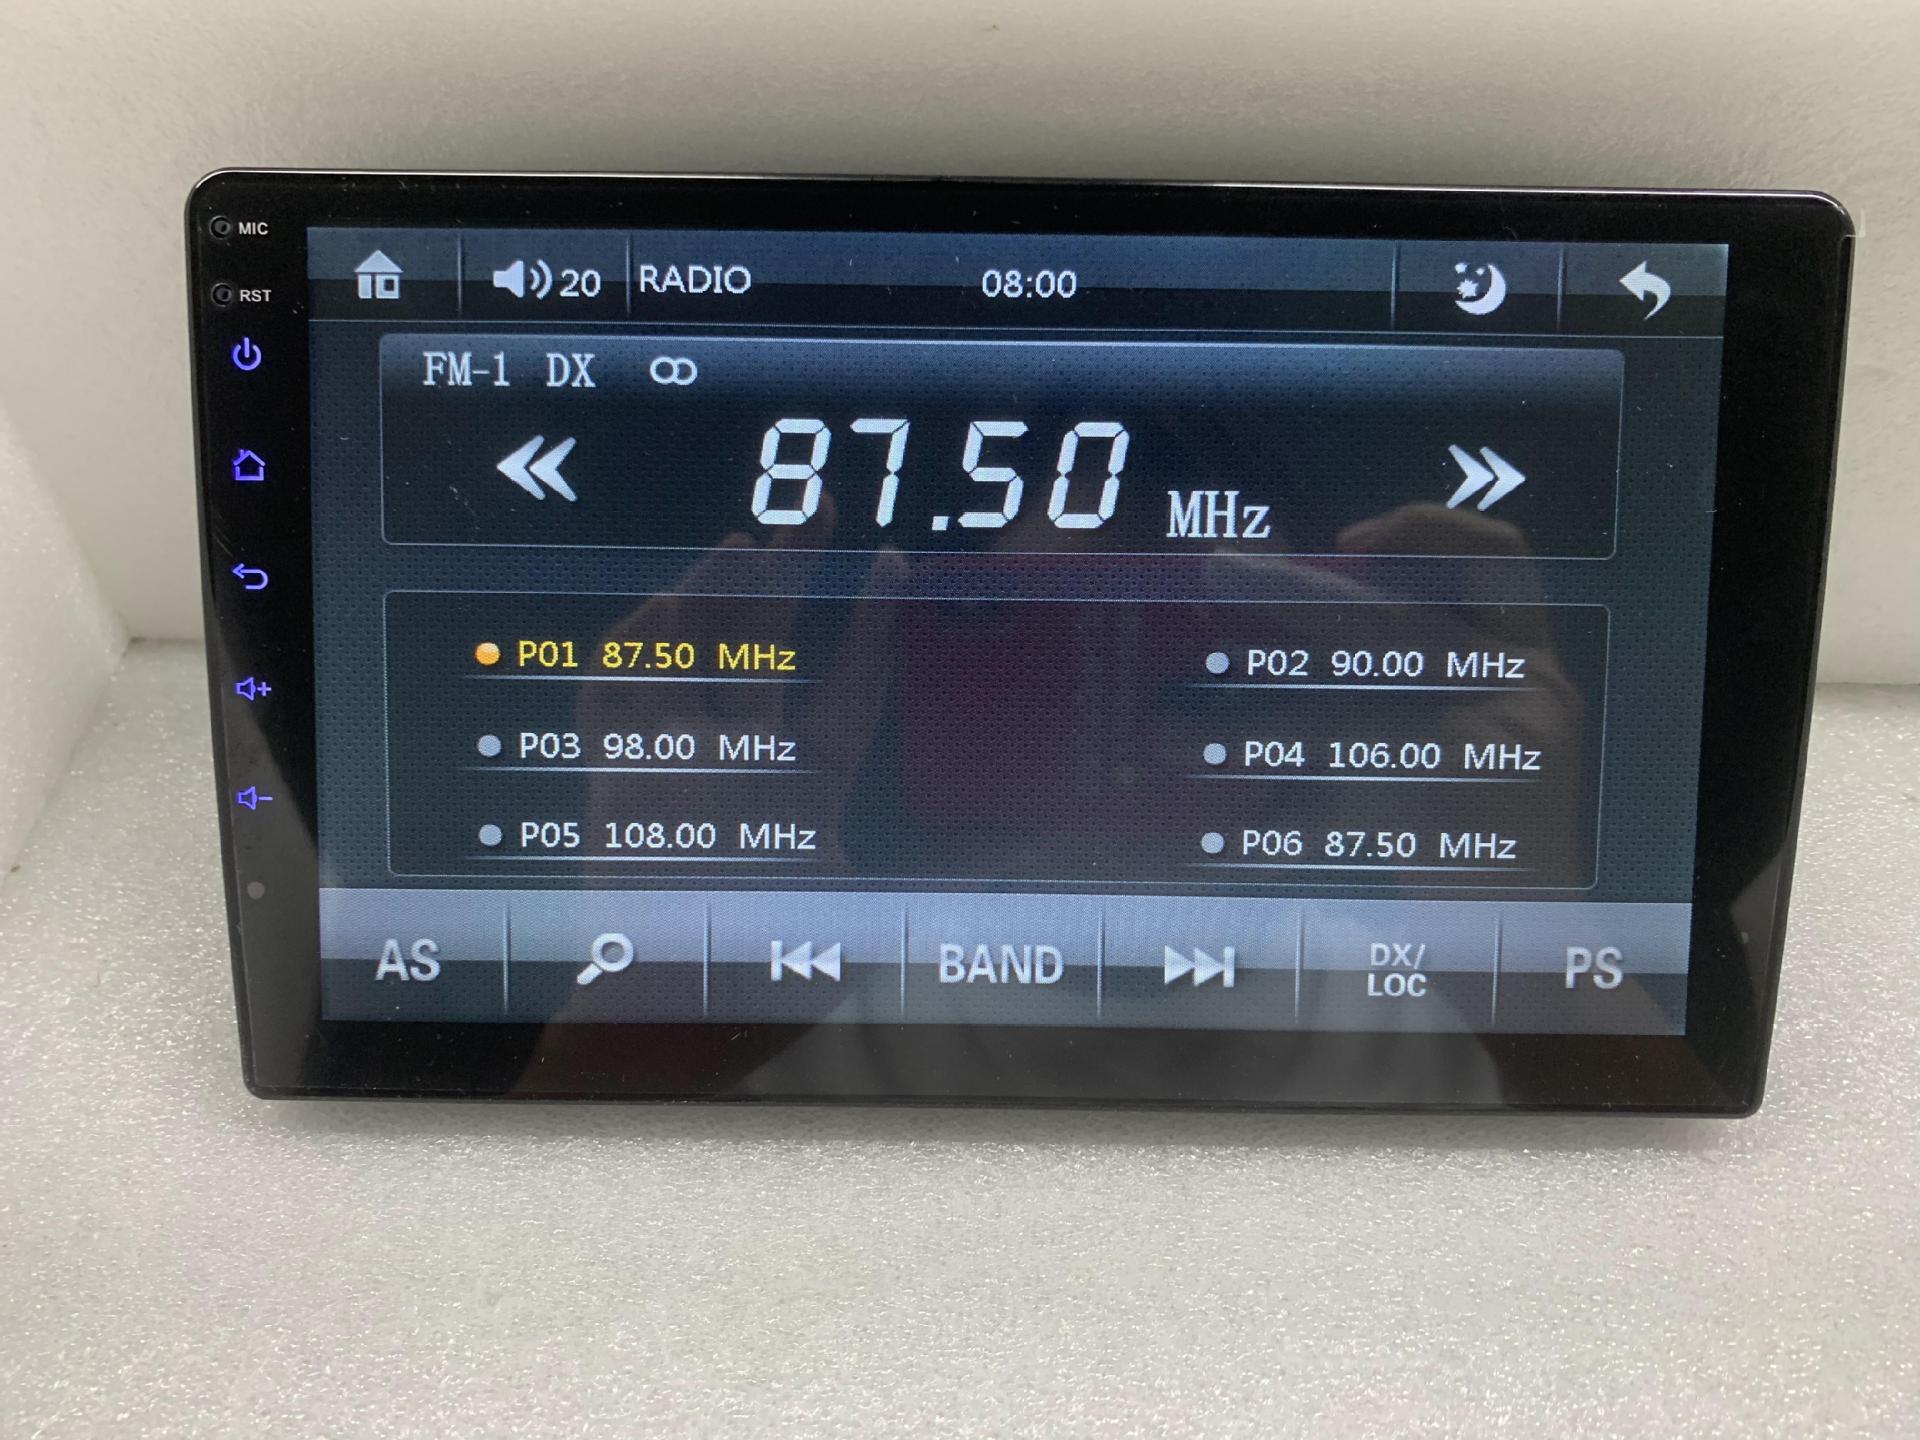 MIC
RST
20 RADIO 08:00
FM-1 DX
87.50 MHz
P01 87.50 MHz P02 90.00 MHz
P03 98.00 MHz P04 106.00 MHz
P05 108.00 MHz P06 87.50 MHz
AS BAND DX/ PS
LOC